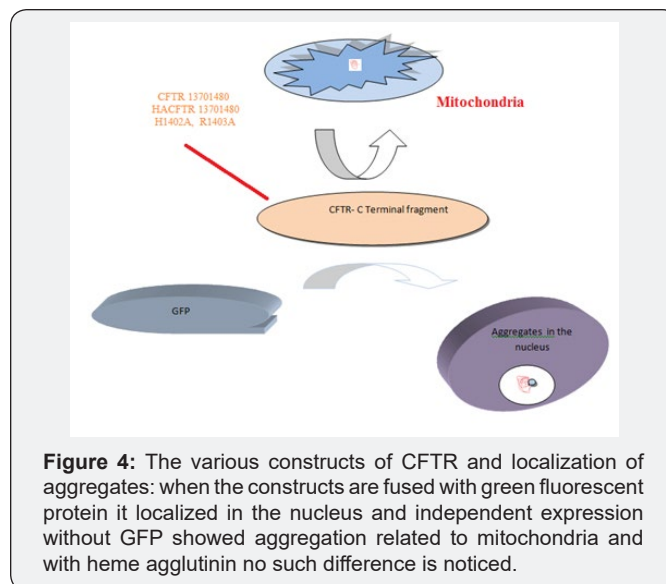 CFTR 13701480
HACFTR 13701480
H1402A, R1403A
Mitochondria
CFTR- C Terminal fragment
GFP
Aggregates in the
nucleus
Figure 4: The various constructs of CFTR and localization of
aggregates: when the constructs are fused with green fluorescent
protein it localized in the nucleus and independent expression
without GFP showed aggregation related to mitochondria and
with heme agglutinin no such difference is noticed.